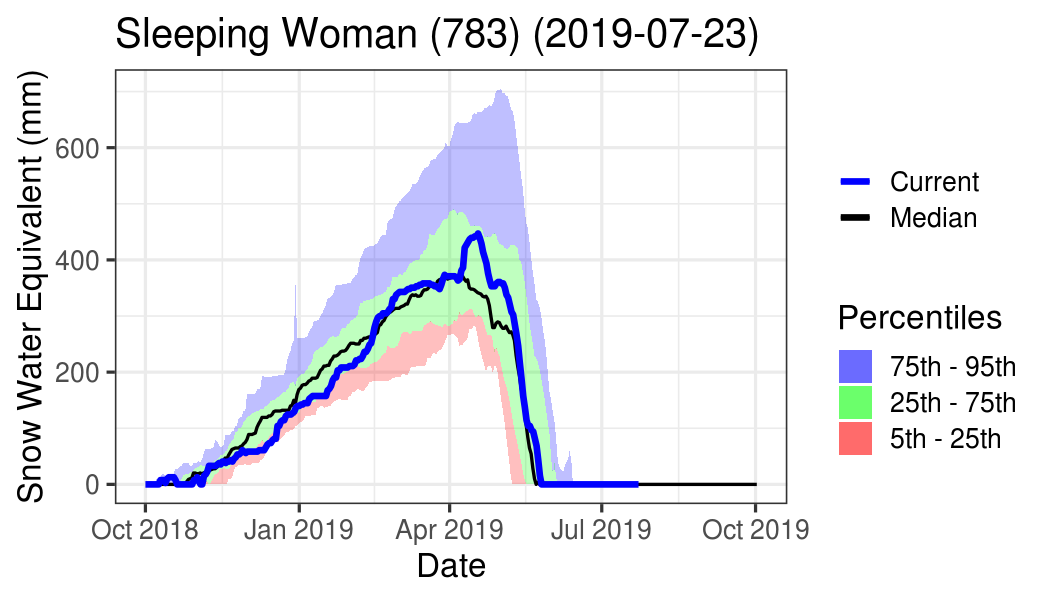 Sleeping Woman (783) (2019-07-23)
Snow Water Equivalent (mm)
600
400
200
0
Oct 2018
Jan 2019
Apr 2019
Jul 2019
Oct 2019
Date
Current
Median
Percentiles
75th - 95th
25th - 75th
5th - 25th